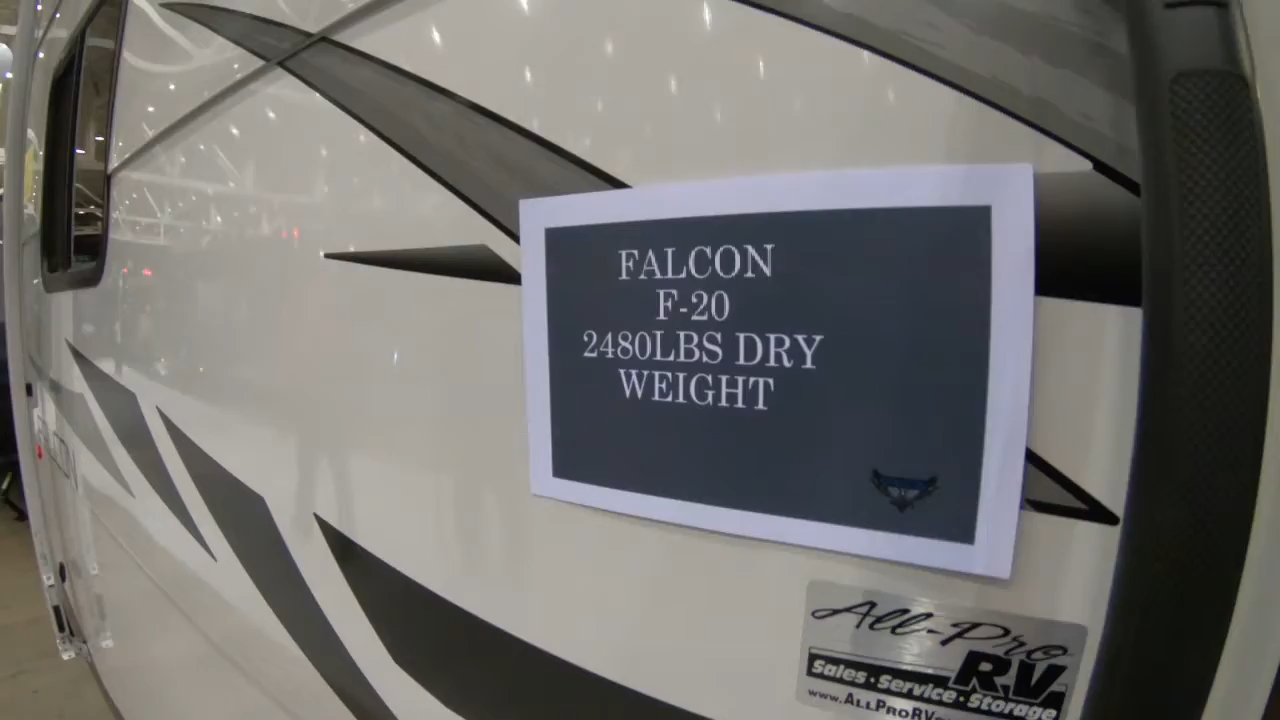 FALCON
F-20
2480LBS DRY
WEIGHT
All-Pro
RV
Sales·Service·Storage